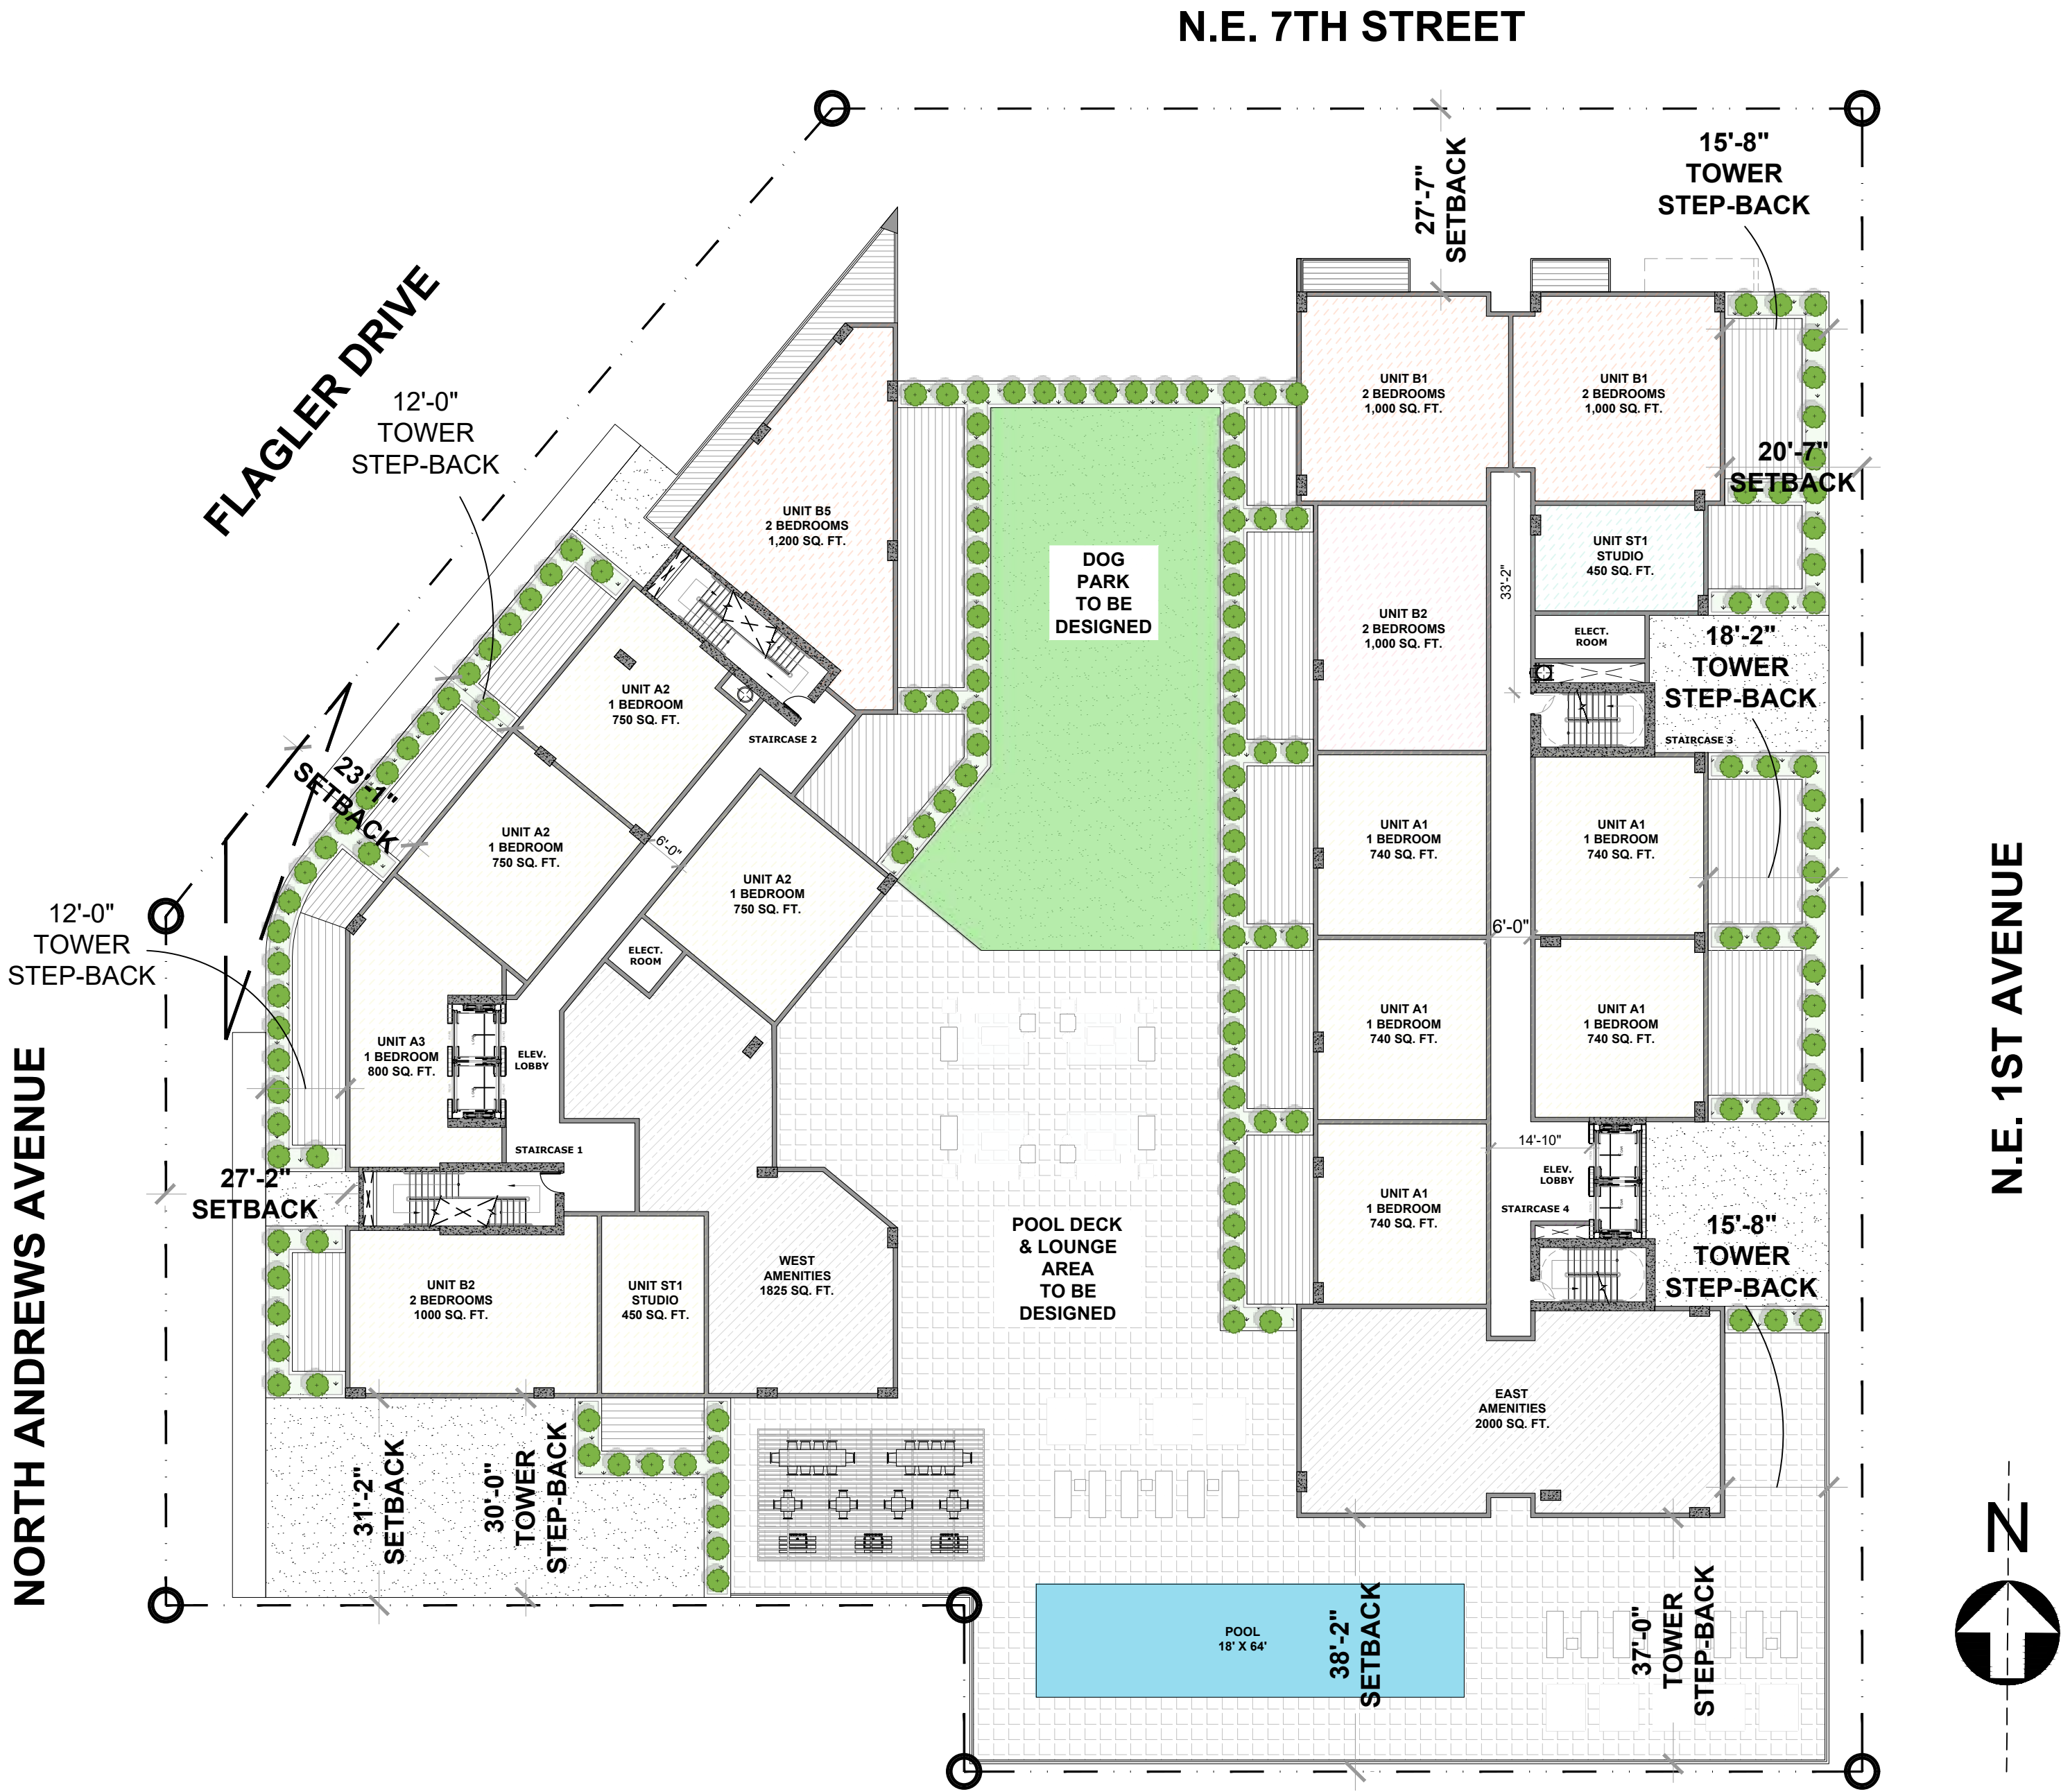 N.E. 7TH STREET
15'-8"
TOWER
STEP-BACK
27'-7"
SETBACK
FLAGLER DRIVE
12'-0"
TOWER
STEP-BACK
UNIT B1
2 BEDROOMS
1,000 SQ. FT.
UNIT B1
2 BEDROOMS
1,000 SQ. FT.
20'-7"
SETBACK
UNIT B5
2 BEDROOMS
1,200 SQ. FT.
DOG
PARK
TO BE
DESIGNED
UNIT ST1
STUDIO
450 SQ. FT.
33'-2"
UNIT B2
2 BEDROOMS
1,000 SQ. FT.
ELECT.
ROOM
18'-2"
TOWER
STEP-BACK
STAIRCASE 3
UNIT A2
1 BEDROOM
750 SQ. FT.
STAIRCASE 2
23'-1"
SETBACK
UNIT A2
1 BEDROOM
750 SQ. FT.
6'-0"
UNIT A2
1 BEDROOM
750 SQ. FT.
UNIT A1
1 BEDROOM
740 SQ. FT.
UNIT A1
1 BEDROOM
740 SQ. FT.
N.E. 1ST AVENUE
12'-0"
TOWER
STEP-BACK
ELECT.
ROOM
6'-0"
UNIT A3
1 BEDROOM
800 SQ. FT.
ELEV.
LOBBY
UNIT A1
1 BEDROOM
740 SQ. FT.
UNIT A1
1 BEDROOM
740 SQ. FT.
NORTH ANDREWS AVENUE
STAIRCASE 1
14'-10"
ELEV.
LOBBY
27'-2"
SETBACK
UNIT A1
1 BEDROOM
740 SQ. FT.
STAIRCASE 4
15'-8"
TOWER
STEP-BACK
POOL DECK
& LOUNGE
AREA
TO BE
DESIGNED
WEST
AMENITIES
1825 SQ. FT.
UNIT B2
2 BEDROOMS
1000 SQ. FT.
UNIT ST1
STUDIO
450 SQ. FT.
EAST
AMENITIES
2000 SQ. FT.
31'-2"
SETBACK
30'-0"
TOWER
STEP-BACK
N
POOL
18' X 64'
38'-2"
SETBACK
37'-0"
TOWER
STEP-BACK